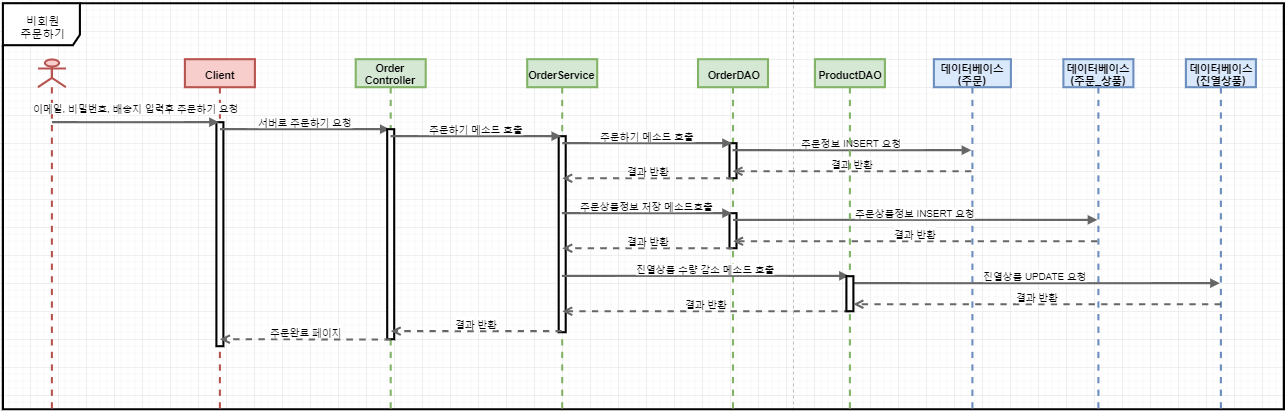 비회원
주문하기
Client
Order
Controller
OrderService
OrderDAO
ProductDAO
데이터베이스
(주문)
데이터베이스
(주문_상품)
데이터베이스
(진열상품)
이메일, 비밀번호, 배송지 입력후 주문하기 요청
서버로 주문하기 요청
주문하기 메소드 호출
주문하기 메소드 호출
주문정보 INSERT 요청
결과 반환
결과 반환
주문상품정보 저장 메소드호출
주문상품정보 INSERT 요청
결과 반환
결과 반환
진열상품 수량 감소 메소드 호출
진열상품 UPDATE 요청
결과 반환
결과 반환
결과 반환
주문완료 페이지